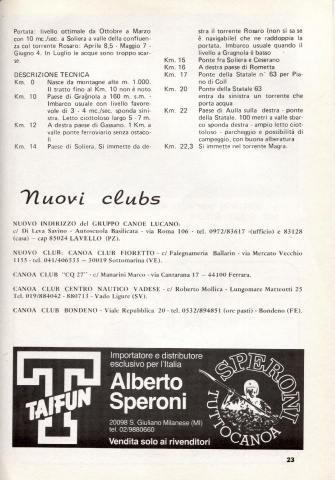 Portata: livello ottimale da Ottobre a Marzo
con 10 mc./sec. a Soliera a valle della confluen-
za col torrente Rosaro: Aprile 8,5 - Maggio 7 -
Giugno 4. In Luglio le acque sono troppo scar-
se.
DESCRIZIONE TECNICA
Km. 0 Nasce da montagne alte m. 1.000.
Il tratto fino al Km. 10 non è noto
Km. 10 Paese di Gragnola a 160 m. s.m. -
Imbarco usuale con livello favore-
vole di 3 - 4 mc./sec. sponda sini-
stra. Letto ciottoloso largo 5 - 7 m.
Km. 12 A destra paese di Gassano. 1 Km. a
valle ponte ferroviario senza ostaco-
li
Km. 14 Paese di Soliera. Si immette da de-
stra il torrente Rosaro (non si sa se
è navigabile) che ne raddoppia la
portata. Imbarco usuale quando il
livello a Gragnola è basso
Km. 15 Ponte fra Soliera e Ceserano
Km. 16 A destra paese di Rometta
Km. 17 Ponte della Statale n° 63 per Pia-
no di Coli
Km. 20 Ponte della Statale 63
entra da sinistra un torrente che
porta acqua
Km. 22 Paese di Aulla sulla destra - ponte
della Statale. 100 metri a valle sbar-
co sponda destra - ampio letto ciot-
toloso - parcheggio e possibilità di
campeggio, con buona alberatura
Km. 22,3 Si immette nel torrente Magra.
Nuovi clubs
NUOVO INDIRIZZO del GRUPPO CANOE LUCANO:
c/ Di Leva Savino - Autoscuola Basilicata - via Roma 106 - tel. 0972/83617 (ufficio) e 83128
(casa) - cap 85024 LAVELLO (PZ).
NUOVO CLUB: CANOA CLUB FIORETTO - c/ Falegnameria Ballarin - via Mercato Vecchio
1155 - tel. 041/406533 - 30019 Sottomarina (VE).
CANOA CLUB "CQ 27" - c/ Manarini Marco - via Cantarana 17 - 44100 Ferrara.
CANOA CLUB CENTRO NAUTICO VADESE - c/ Roberto Mollica - Lungomare Matteotti 25
Tel. 019/884042 - 880713 - Vado Ligure (SV).
CANOA CLUB BONDENO - Viale Repubblica 20 - tel. 0532/894851 (ore pasti) - Bondeno (FE).
TAIFUN
Importatore e distributore
esclusivo per l'Italia
Alberto
Speroni
20098 S. Giuliano Milanese (MI)
tel. 02/9880660
Vendita solo ai rivenditori
SPERONI
TUTTOCANOA
23